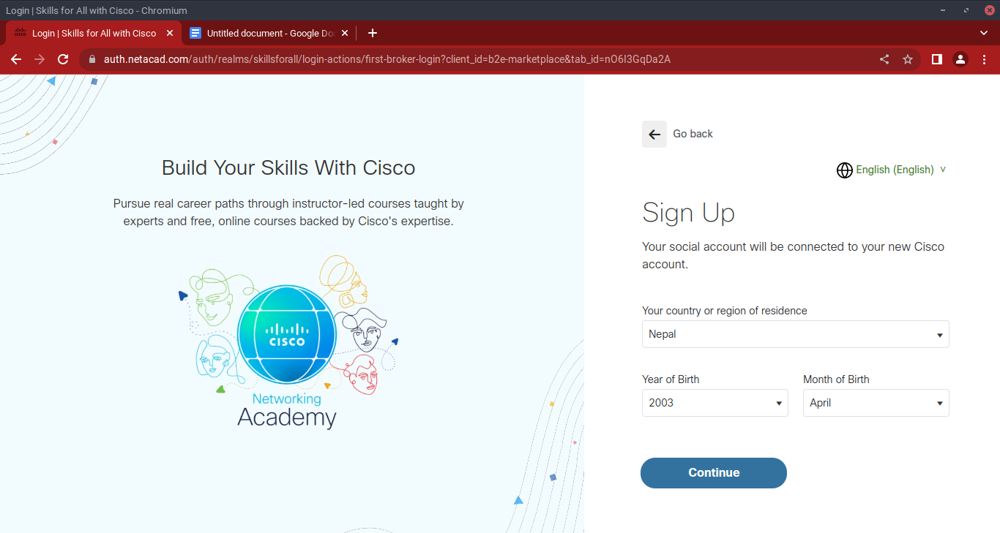 Login | Skills for All with Cisco - Chromium
Login | Skills for All with Cisco
Untitled document - Google Do
auth.netacad.com/auth/realms/skillsforall/login-actions/first-broker-login?client_id=b2e-marketplace&tab_id=nO6I3GqDa2A
Build Your Skills With Cisco
Pursue real career paths through instructor-led courses taught by
experts and free, online courses backed by Cisco's expertise.
CISCO
Networking
Academy
Go back
English (English)
Sign Up
Your social account will be connected to your new Cisco
account.
Your country or region of residence
Nepal
Year of Birth
Month of Birth
2003
April
Continue